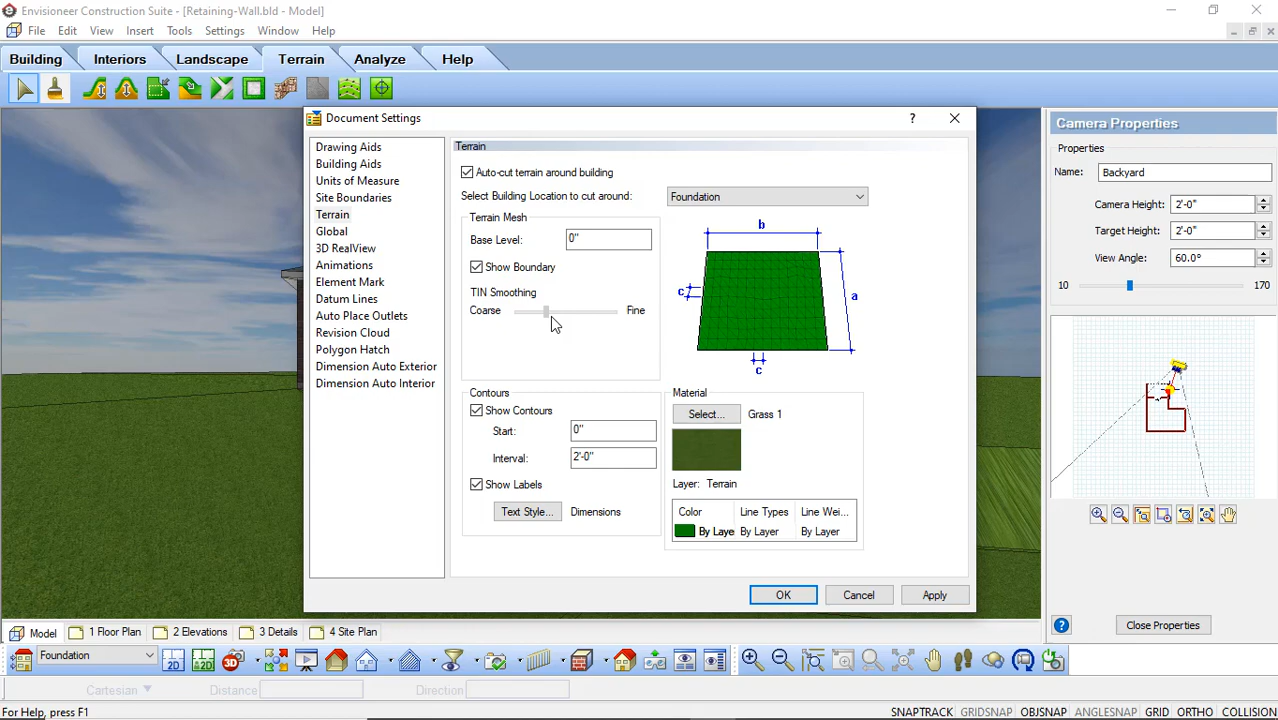 Envisioneer Construction Suite - [Retaining-Wall.bld - Model]
File Edit View Insert Tools Settings Window Help
Building Interiors Landscape Terrain Analyze Help
Document Settings
Drawing Aids
Building Aids
Units of Measure
Site Boundaries
Terrain
Global
3D RealView
Animations
Element Mark
Datum Lines
Auto Place Outlets
Revision Cloud
Polygon Hatch
Dimension Auto Exterior
Dimension Auto Interior
Terrain
Auto-cut terrain around building
Select Building Location to cut around: Foundation
Terrain Mesh
Base Level: 0"
Show Boundary
TIN Smoothing
Coarse Fine
b
c
a
c
Contours
Show Contours
Start: 0"
Interval: 2'-0"
Show Labels
Text Style... Dimensions
Material
Select... Grass 1
Layer: Terrain
Color Line Types Line Wei...
By Laye By Layer By Layer
OK Cancel Apply
Camera Properties
Properties
Name: Backyard
Camera Height: 2'-0"
Target Height: 2'-0"
View Angle: 60.0°
10 170
Close Properties
Model 1 Floor Plan 2 Elevations 3 Details 4 Site Plan
Foundation 2D 2D 3D
Cartesian Distance Direction
For Help, press F1
SNAPTRACK GRIDSNAP OBJSNAP ANGLESNAP GRID ORTHO COLLISION